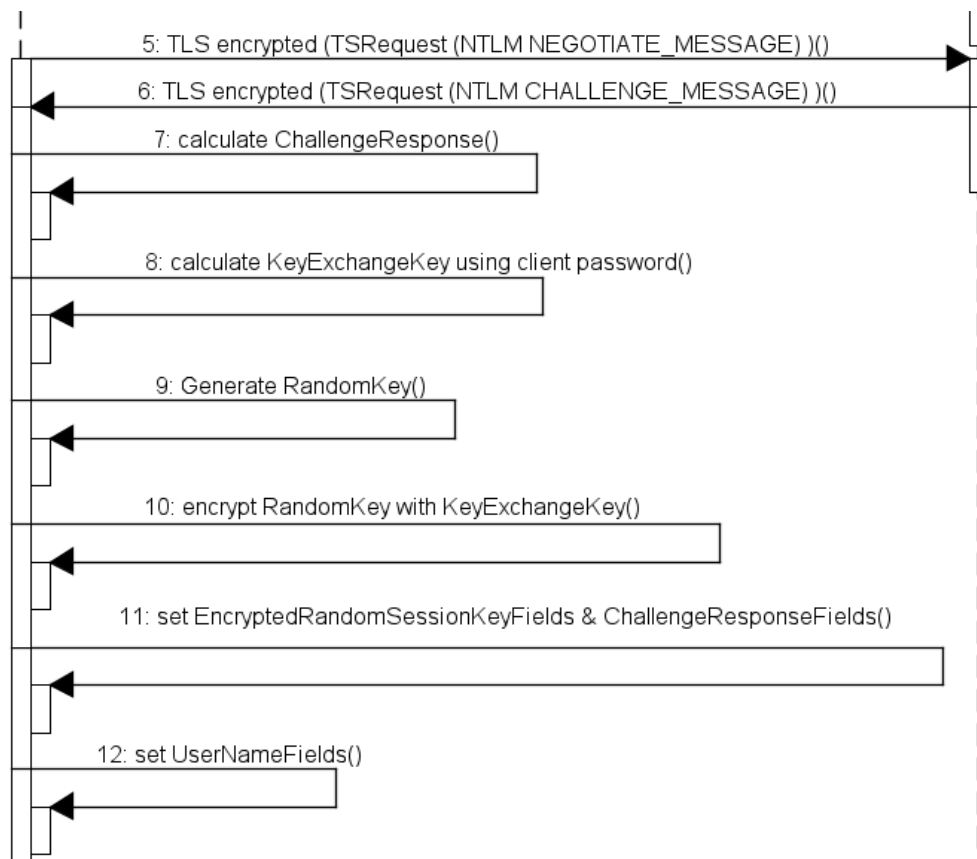 5: TLS encrypted (TSRequest (NTLM NEGOTIATE_MESSAGE) )()
6: TLS encrypted (TSRequest (NTLM CHALLENGE_MESSAGE) )()
7: calculate ChallengeResponse()
8: calculate KeyExchangeKey using client password()
9: Generate RandomKey()
10: encrypt RandomKey with KeyExchangeKey()
11: set EncryptedRandomSessionKeyFields & ChallengeResponseFields()
12: set UserNameFields()